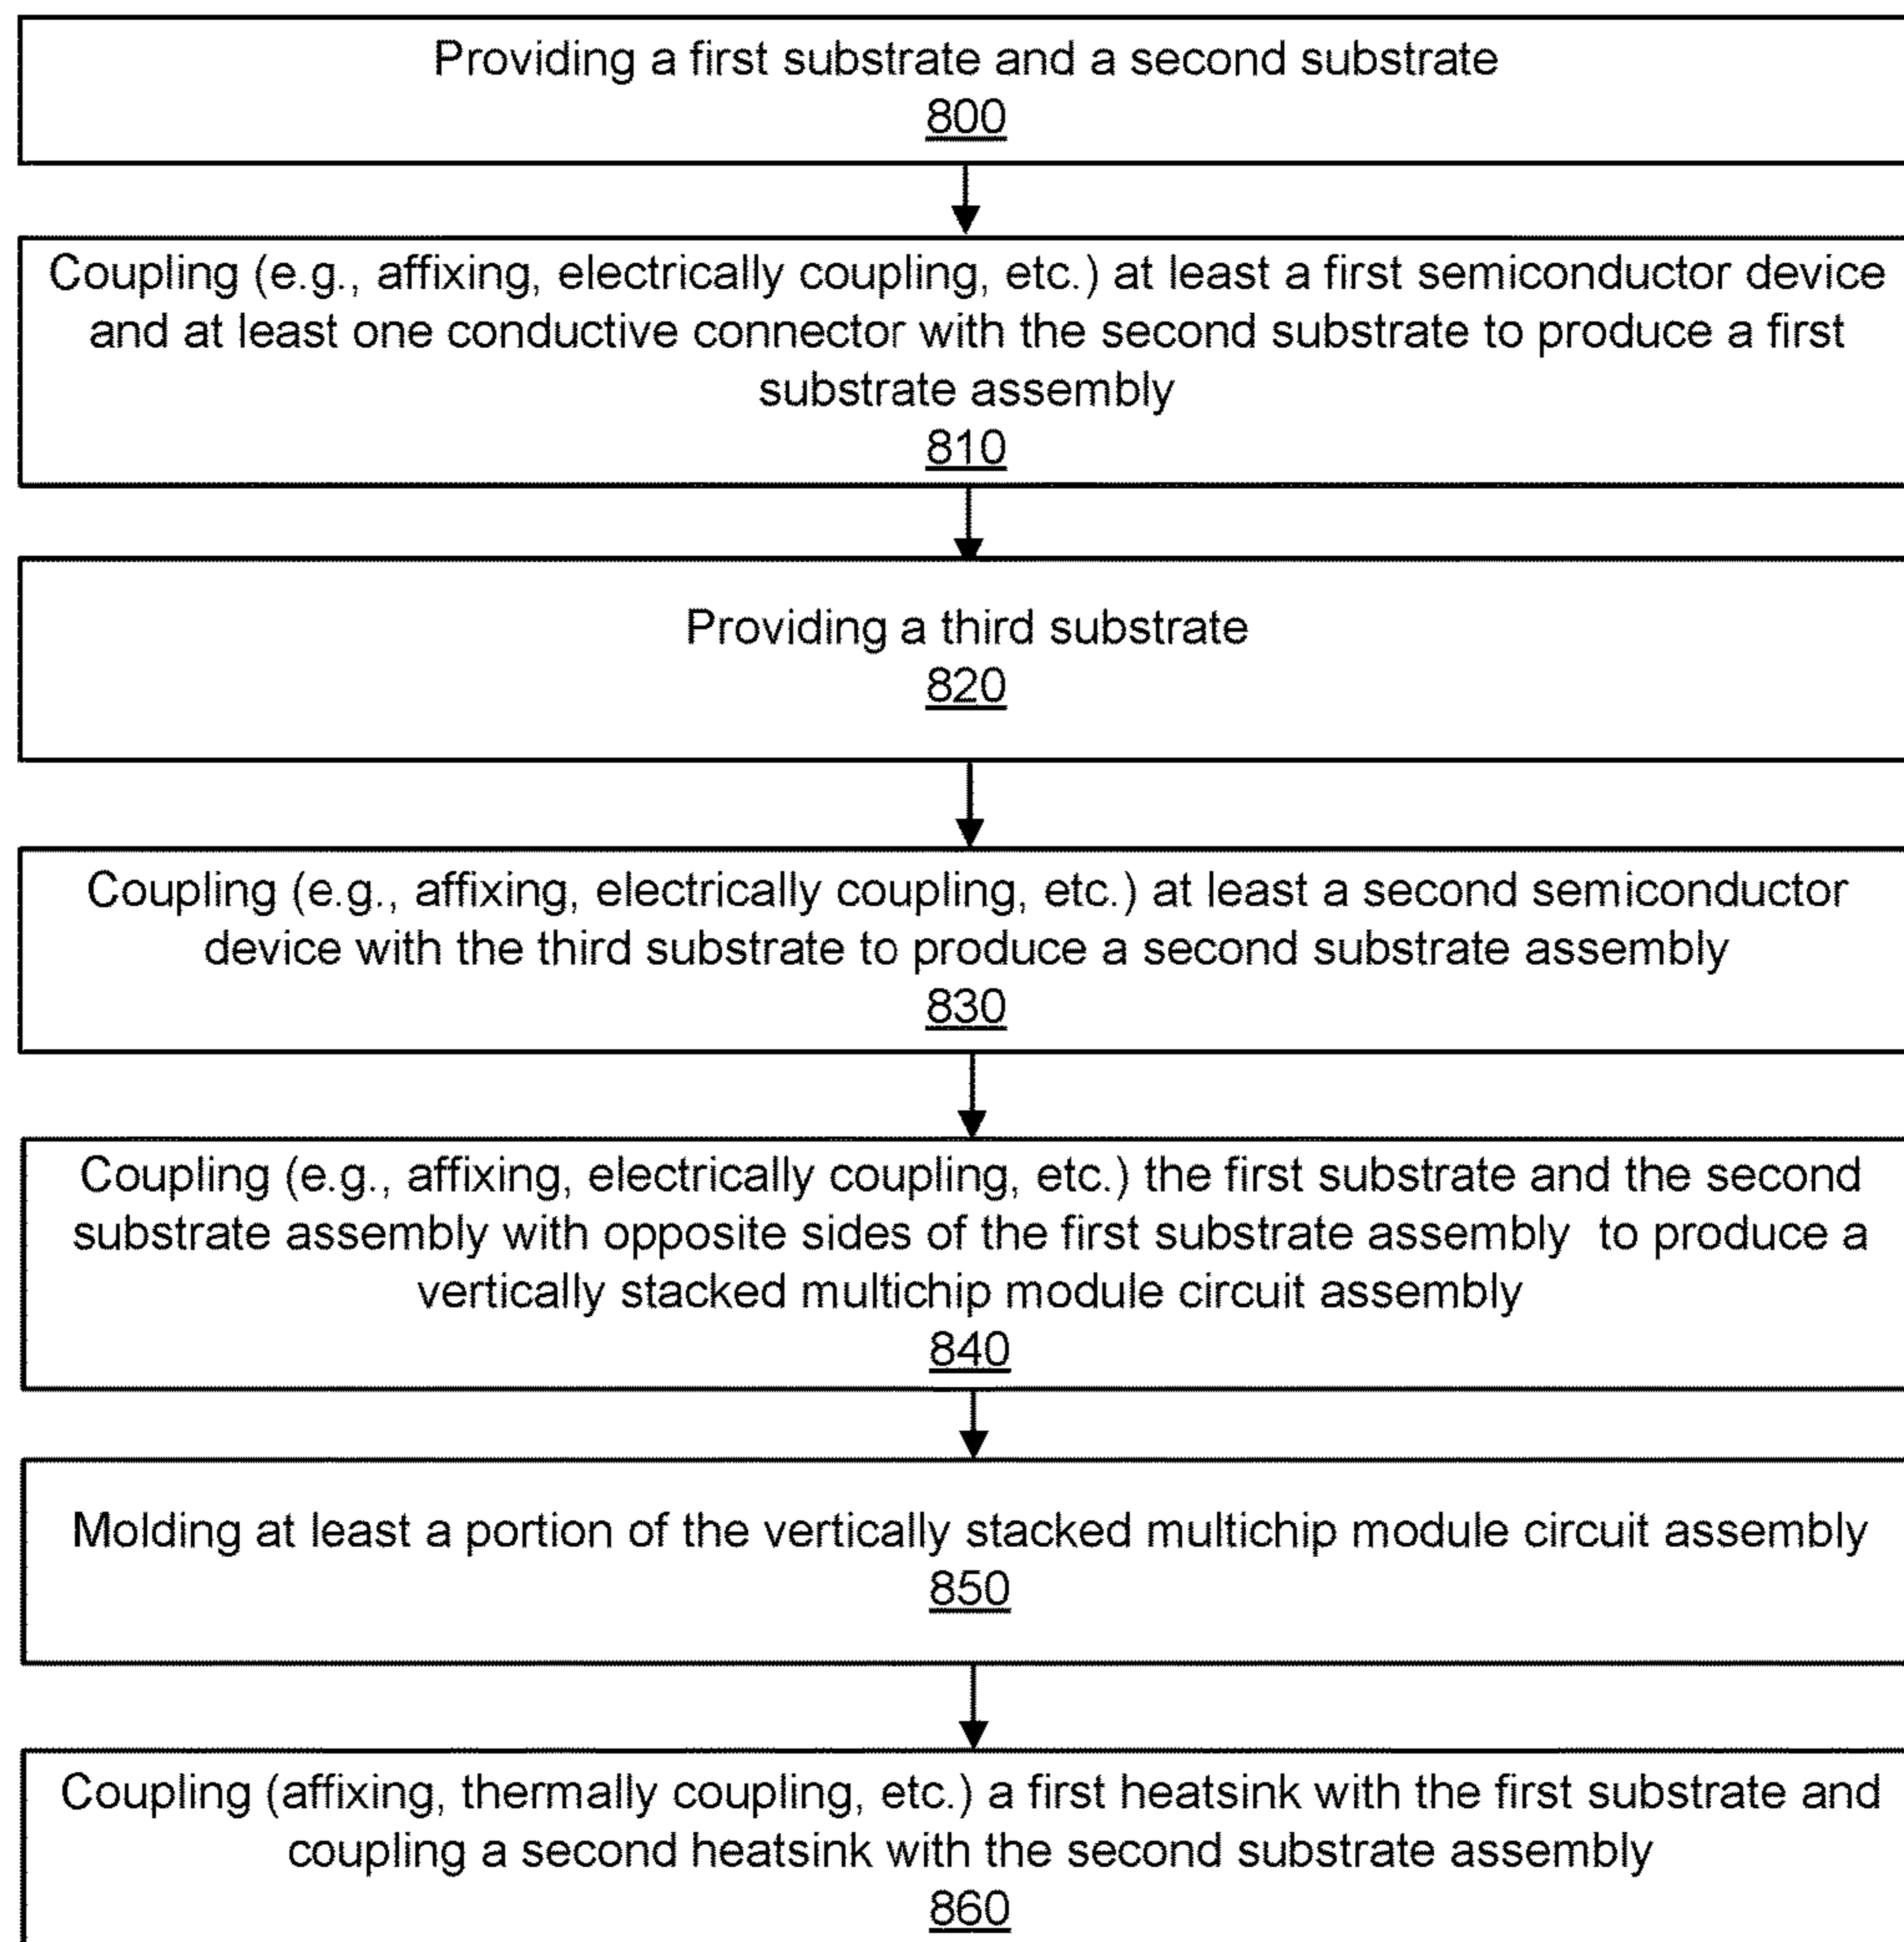 Providing a first substrate and a second substrate
800
Coupling (e.g., affixing, electrically coupling, etc.) at least a first semiconductor device
and at least one conductive connector with the second substrate to produce a first
substrate assembly
810
Providing a third substrate
820
Coupling (e.g., affixing, electrically coupling, etc.) at least a second semiconductor
device with the third substrate to produce a second substrate assembly
830
Coupling (e.g., affixing, electrically coupling, etc.) the first substrate and the second
substrate assembly with opposite sides of the first substrate assembly to produce a
vertically stacked multichip module circuit assembly
840
Molding at least a portion of the vertically stacked multichip module circuit assembly
850
Coupling (affixing, thermally coupling, etc.) a first heatsink with the first substrate and
coupling a second heatsink with the second substrate assembly
860